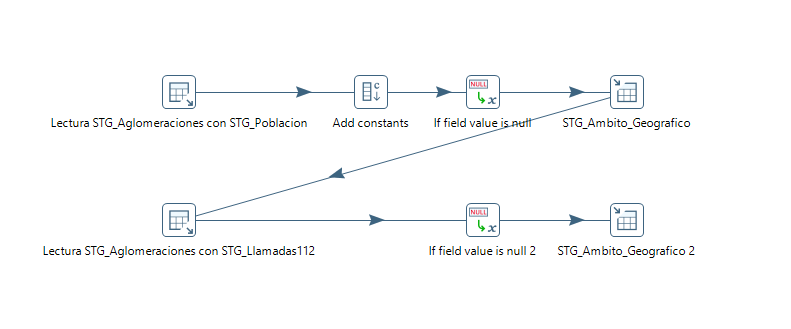 C
NULL
x
Lectura STG_Aglomeraciones con STG_Poblacion
Add constants
If field value is null
STG_Ambito_Geografico
NULL
x
Lectura STG_Aglomeraciones con STG_Llamadas112
If field value is null 2
STG_Ambito_Geografico 2